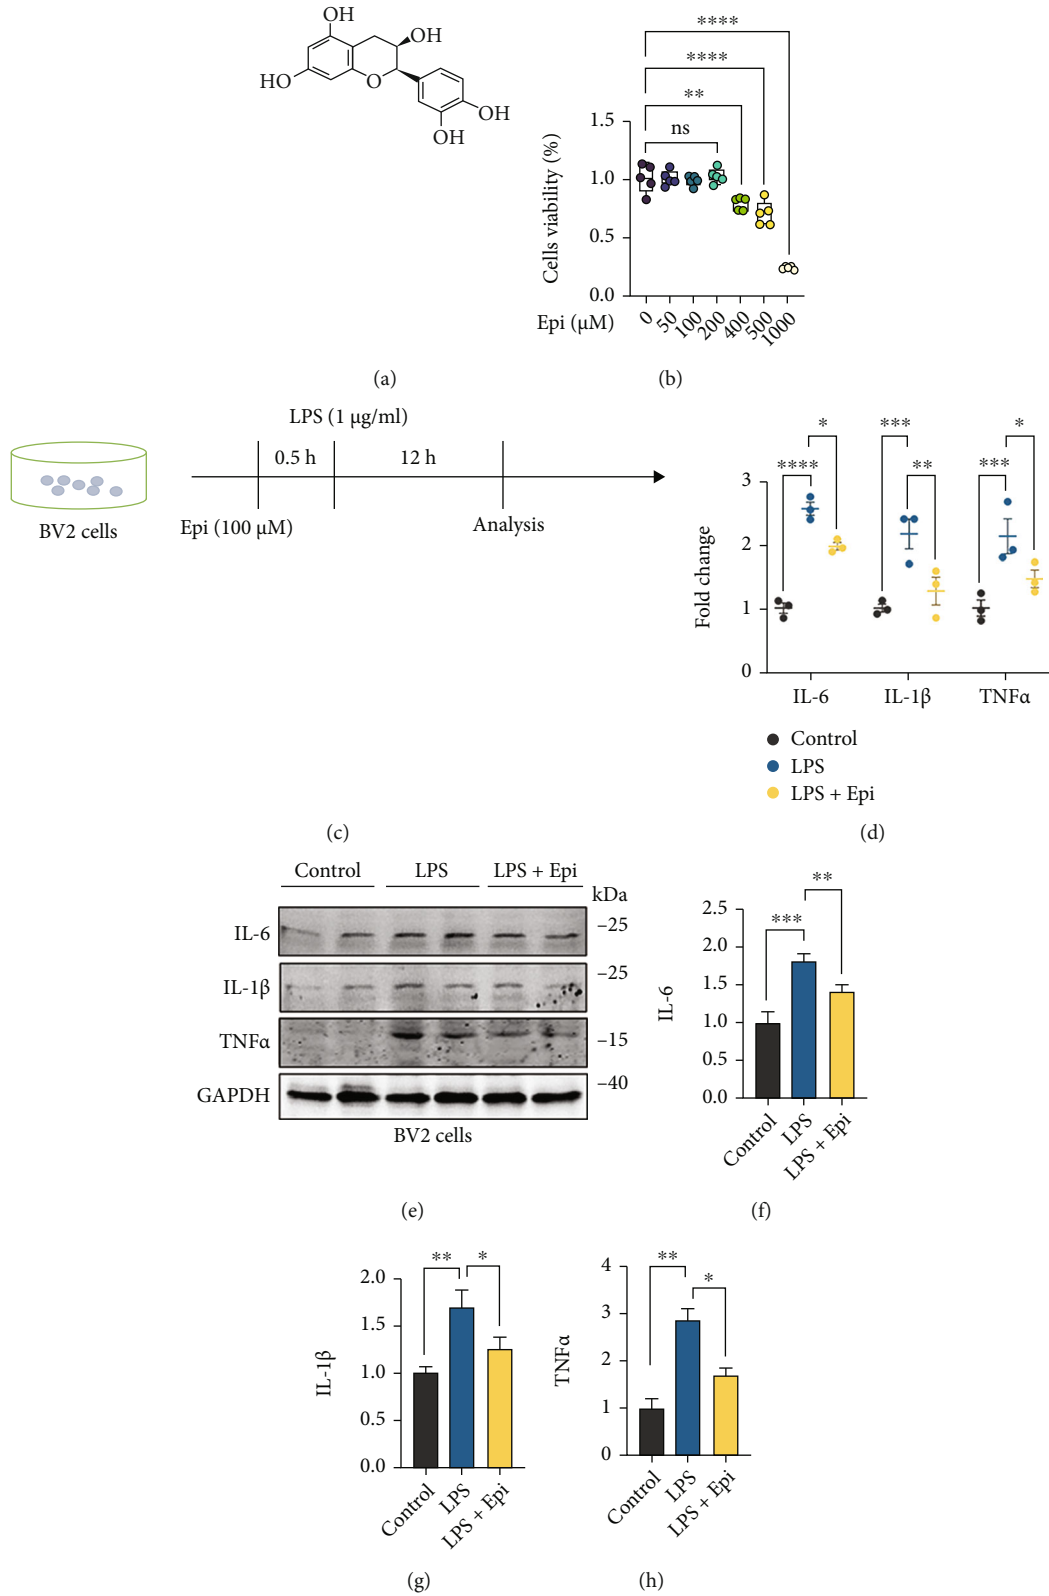 OH
OH
HO
O
OH
OH
(a)
****
****
**
ns
1.5
1.0
0.5
0.0
Cells viability (%)
Epi (μM)
0
50
100
200
400
500
1000
(b)
LPS (1 μg/ml)
0.5 h
12 h
BV2 cells
Epi (100 μM)
Analysis
(c)
* *** *
**** ** ***
3
2
1
0
Fold change
IL-6
IL-1β
TNFα
Control
LPS
LPS + Epi
(d)
Control
LPS
LPS + Epi
kDa
IL-6
–25
IL-1β
–25
TNFα
–15
GAPDH
–40
BV2 cells
(e)
**
***
2.5
2.0
1.5
1.0
0.5
0.0
IL-6
Control
LPS
LPS + Epi
(f)
** *
2.0
1.5
1.0
0.5
0.0
IL-1β
Control
LPS
LPS + Epi
(g)
**
*
4
3
2
1
0
TNFα
Control
LPS
LPS + Epi
(h)